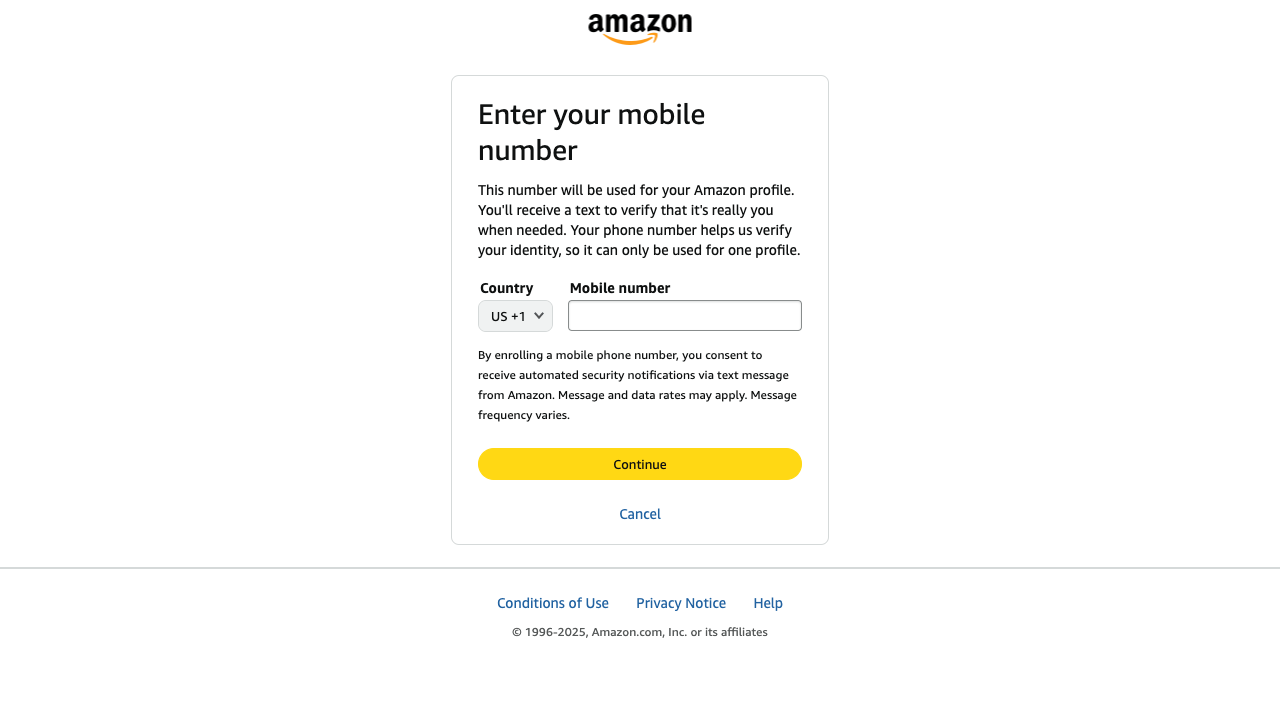 amazon
Enter your mobile
number
This number will be used for your Amazon profile.
You'll receive a text to verify that it's really you
when needed. Your phone number helps us verify
your identity, so it can only be used for one profile.
Country Mobile number
US +1
By enrolling a mobile phone number, you consent to
receive automated security notifications via text message
from Amazon. Message and data rates may apply. Message
frequency varies.
Continue
Cancel
Conditions of Use Privacy Notice Help
© 1996-2025, Amazon.com, Inc. or its affiliates